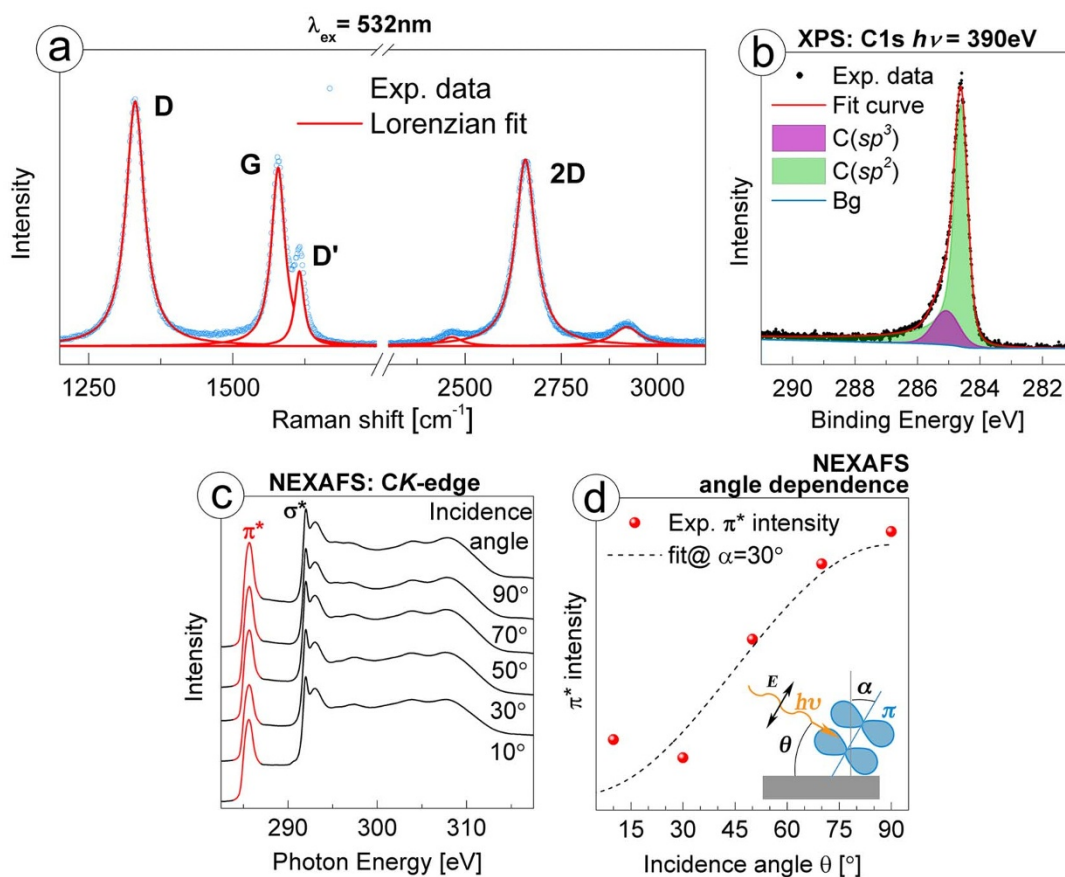 a
λex = 532nm
D
G
D'
2D
Exp. data
Lorenzian fit
Intensity
1250
1500
2500
2750
3000
Raman shift [cm⁻¹]
b
XPS: C1s hν = 390eV
Exp. data
Fit curve
C(sp³)
C(sp²)
Bg
Intensity
290
288
286
284
282
Binding Energy [eV]
c
NEXAFS: CK-edge
π*
σ*
Incidence
angle
90°
70°
50°
30°
10°
Intensity
290
300
310
Photon Energy [eV]
d
NEXAFS
angle dependence
Exp. π* intensity
fit@ α=30°
π* intensity
E
hυ
θ
α
π
15
30
45
60
75
90
Incidence angle θ [°]